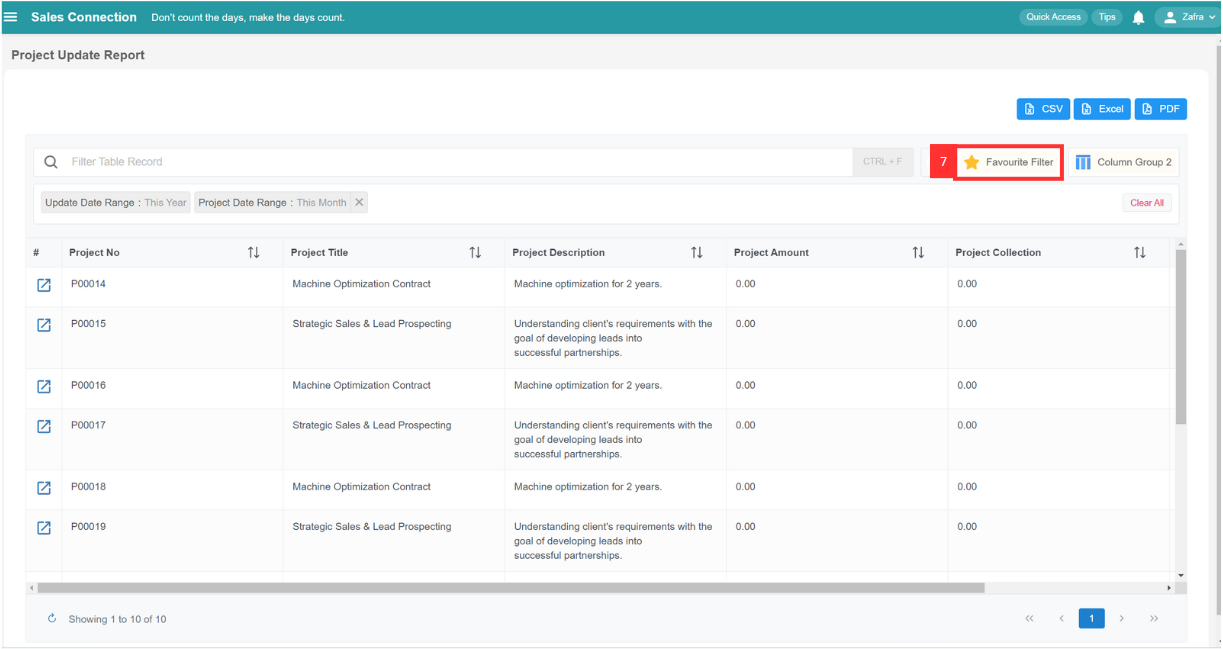 Sales Connection Don't count the days, make the days count. Quick Access Tips Zafra
Project Update Report
CSV Excel PDF
Filter Table Record CTRL + F 7 Favourite Filter Column Group 2
Update Date Range : This Year Project Date Range : This Month Clear All
# Project No Project Title Project Description Project Amount Project Collection
P00014 Machine Optimization Contract Machine optimization for 2 years. 0.00 0.00
P00015 Strategic Sales & Lead Prospecting Understanding client's requirements with the 0.00 0.00
goal of developing leads into
successful partnerships.
P00016 Machine Optimization Contract Machine optimization for 2 years. 0.00 0.00
P00017 Strategic Sales & Lead Prospecting Understanding client's requirements with the 0.00 0.00
goal of developing leads into
successful partnerships.
P00018 Machine Optimization Contract Machine optimization for 2 years. 0.00 0.00
P00019 Strategic Sales & Lead Prospecting Understanding client's requirements with the 0.00 0.00
goal of developing leads into
successful partnerships.
Showing 1 to 10 of 10 « ‹ 1 › »